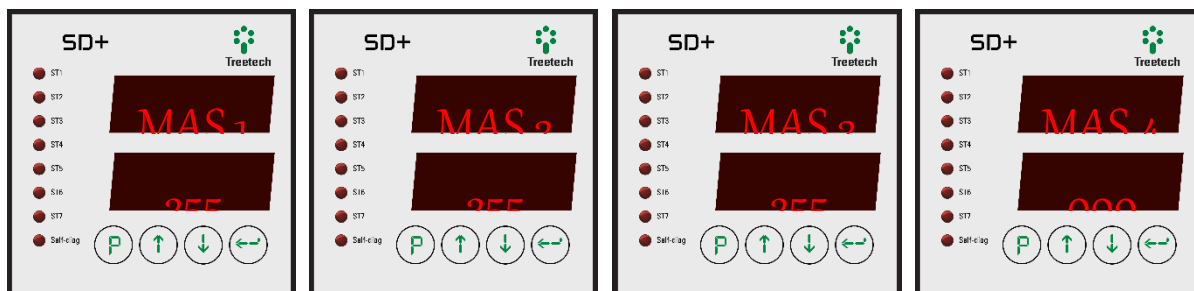 SD+
Treetech
ST1
ST2
ST3
ST4
ST5
ST6
ST7
Self-diag
MAS 1
P
SD+
Treetech
ST1
ST2
ST3
ST4
ST5
ST6
ST7
Self-diag
MAS
P
SD+
Treetech
ST1
ST2
ST3
ST4
ST5
ST6
ST7
Self-diag
MAS
P
SD+
Treetech
ST1
ST2
ST3
ST4
ST5
ST6
ST7
Self-diag
MAS 4
P